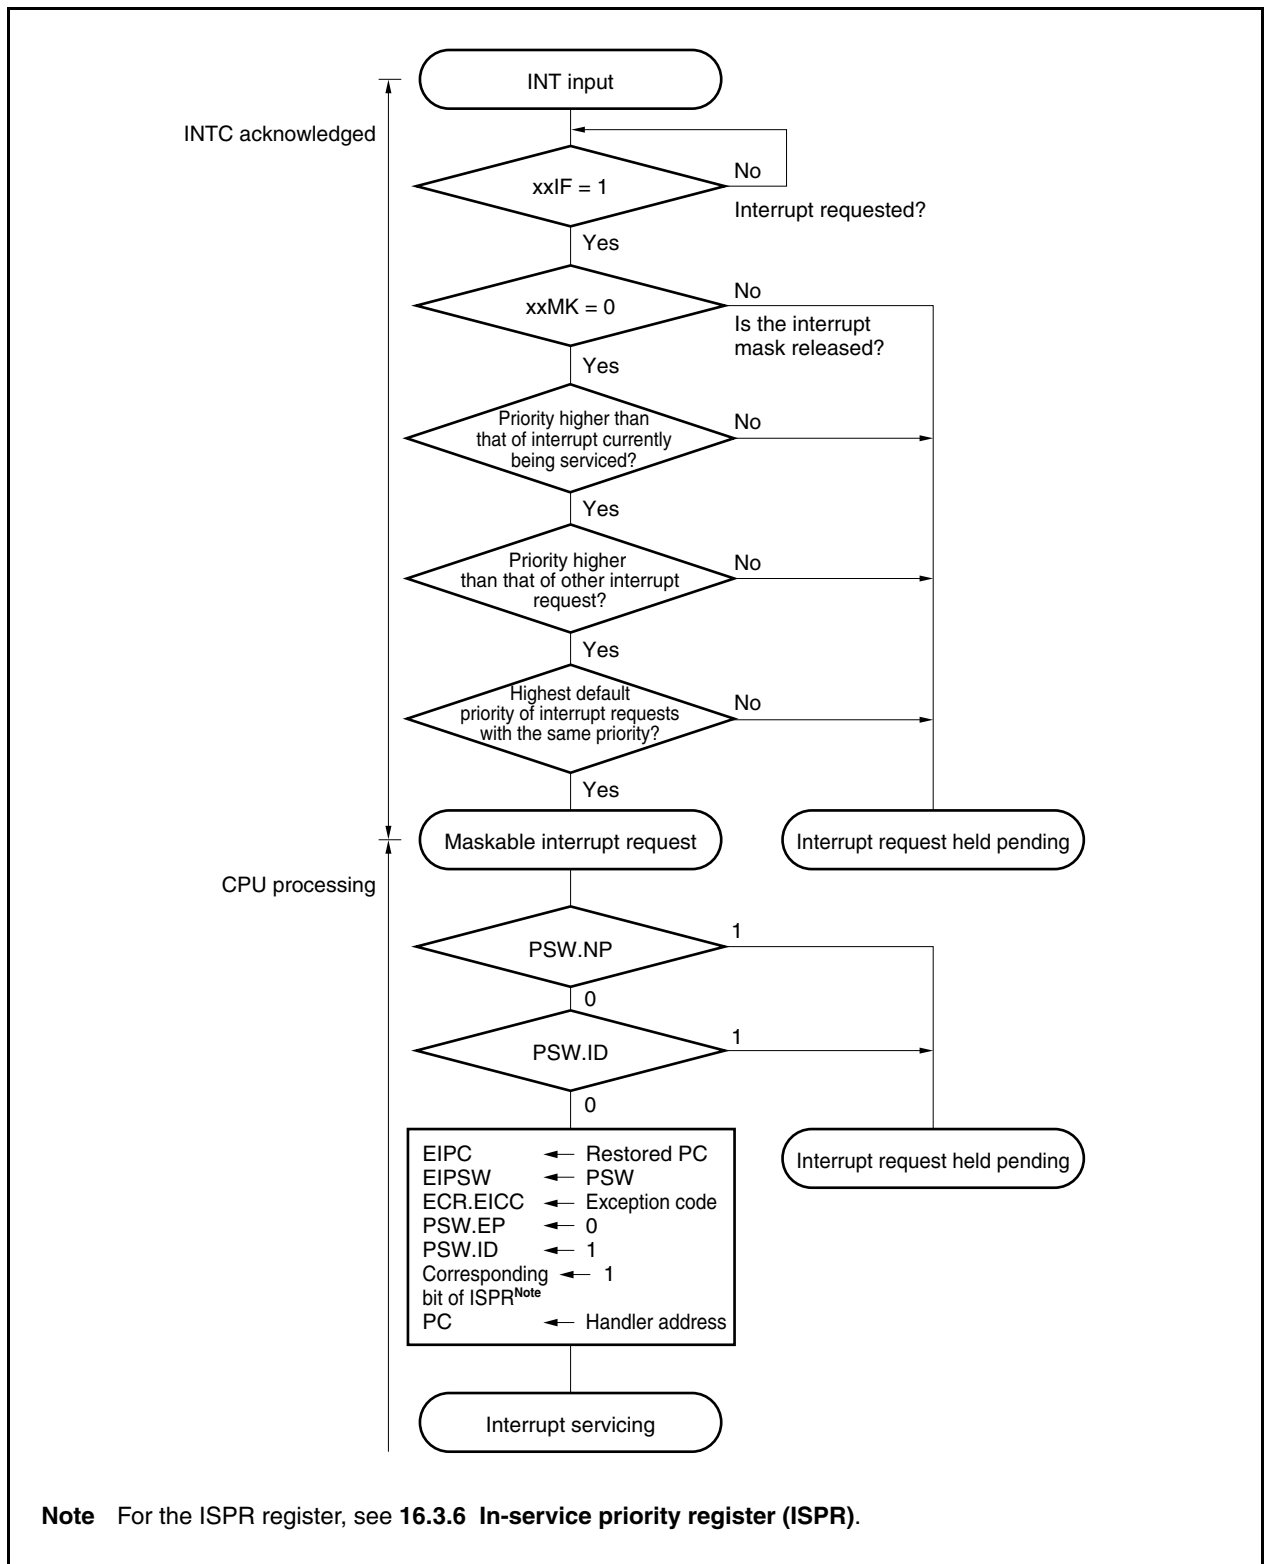 INT input
INTC acknowledged
xxIF = 1
No
Interrupt requested?
Yes
xxMK = 0
No
Is the interrupt
mask released?
Yes
Priority higher than
that of interrupt currently
being serviced?
No
Yes
Priority higher
than that of other interrupt
request?
No
Yes
Highest default
priority of interrupt requests
with the same priority?
No
Yes
Maskable interrupt request
Interrupt request held pending
CPU processing
PSW.NP
1
0
PSW.ID
1
0
EIPC ← Restored PC
EIPSW ← PSW
ECR.EICC ← Exception code
PSW.EP ← 0
PSW.ID ← 1
Corresponding ← 1
bit of ISPRNote
PC ← Handler address
Interrupt request held pending
Interrupt servicing
Note For the ISPR register, see 16.3.6 In-service priority register (ISPR).